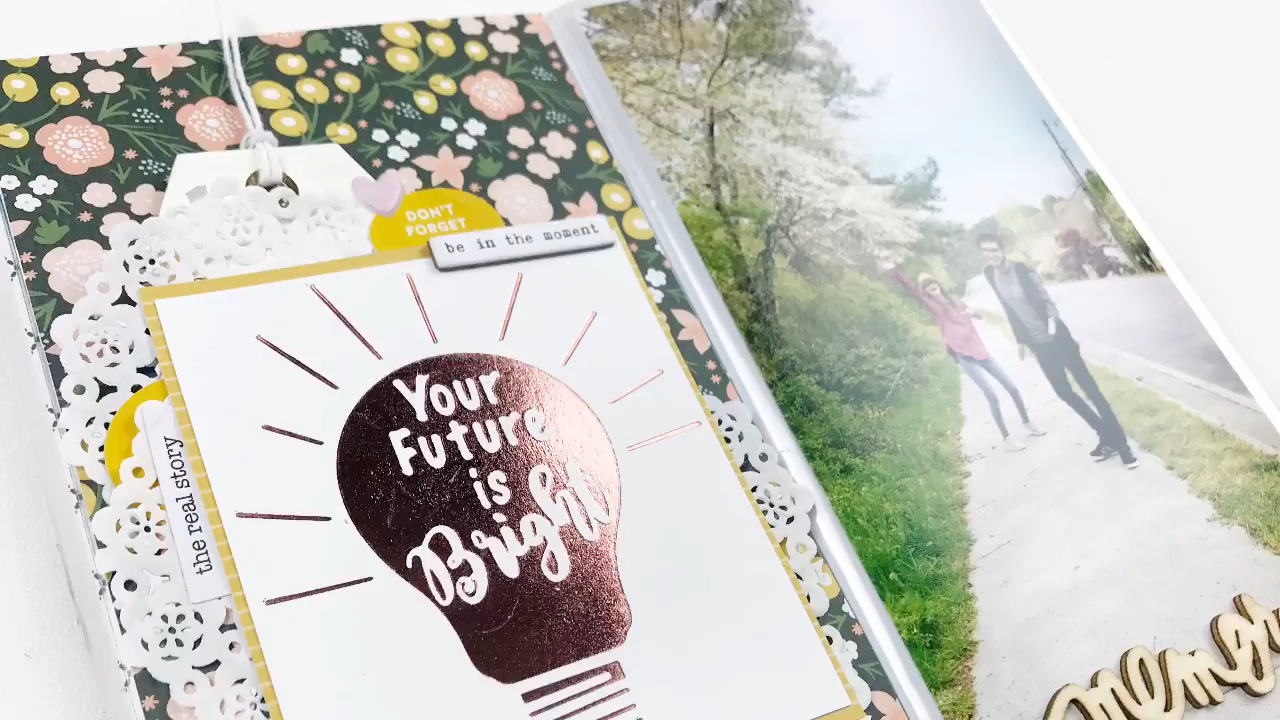 DON'T
FORGET
be in the moment
Your
Future
is
Bright
the real story